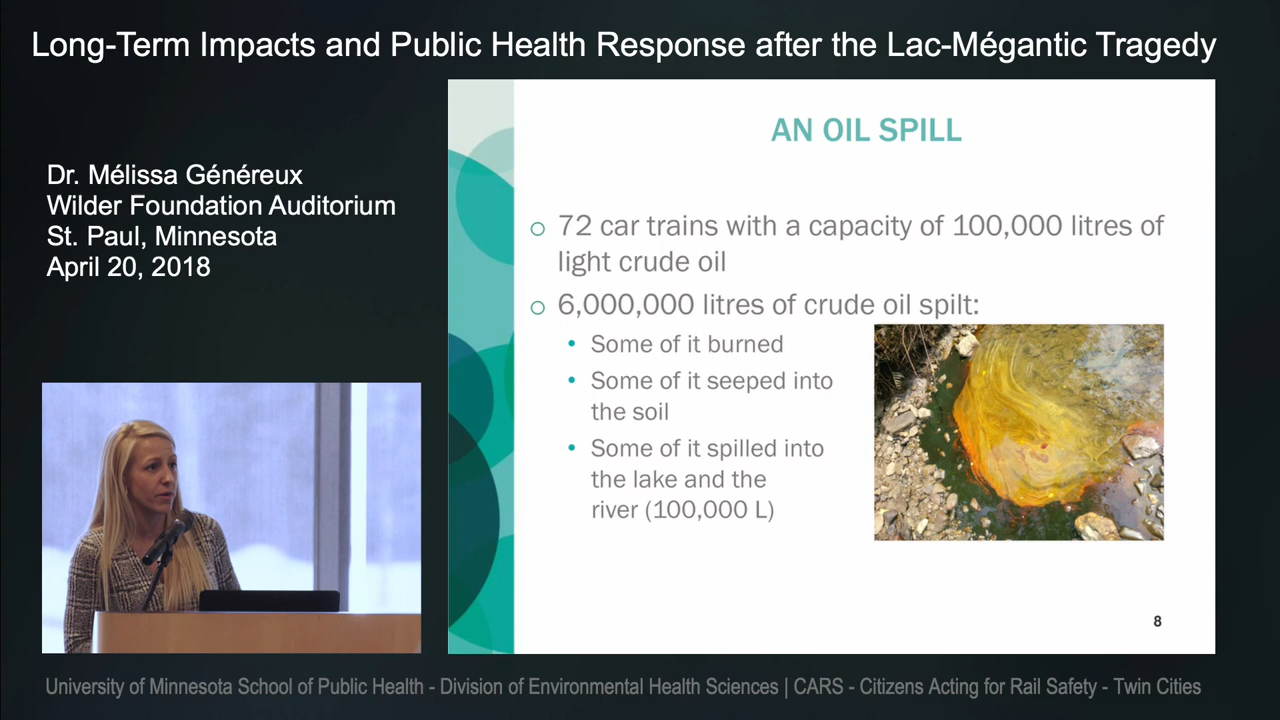 Long-Term Impacts and Public Health Response after the Lac-Mégantic Tragedy
Dr. Mélissa Généreux
Wilder Foundation Auditorium
St. Paul, Minnesota
April 20, 2018
AN OIL SPILL
72 car trains with a capacity of 100,000 litres of
light crude oil
6,000,000 litres of crude oil spilt:
Some of it burned
Some of it seeped into
the soil
Some of it spilled into
the lake and the
river (100,000 L)
8
University of Minnesota School of Public Health - Division of Environmental Health Sciences | CARS - Citizens Acting for Rail Safety - Twin Cities